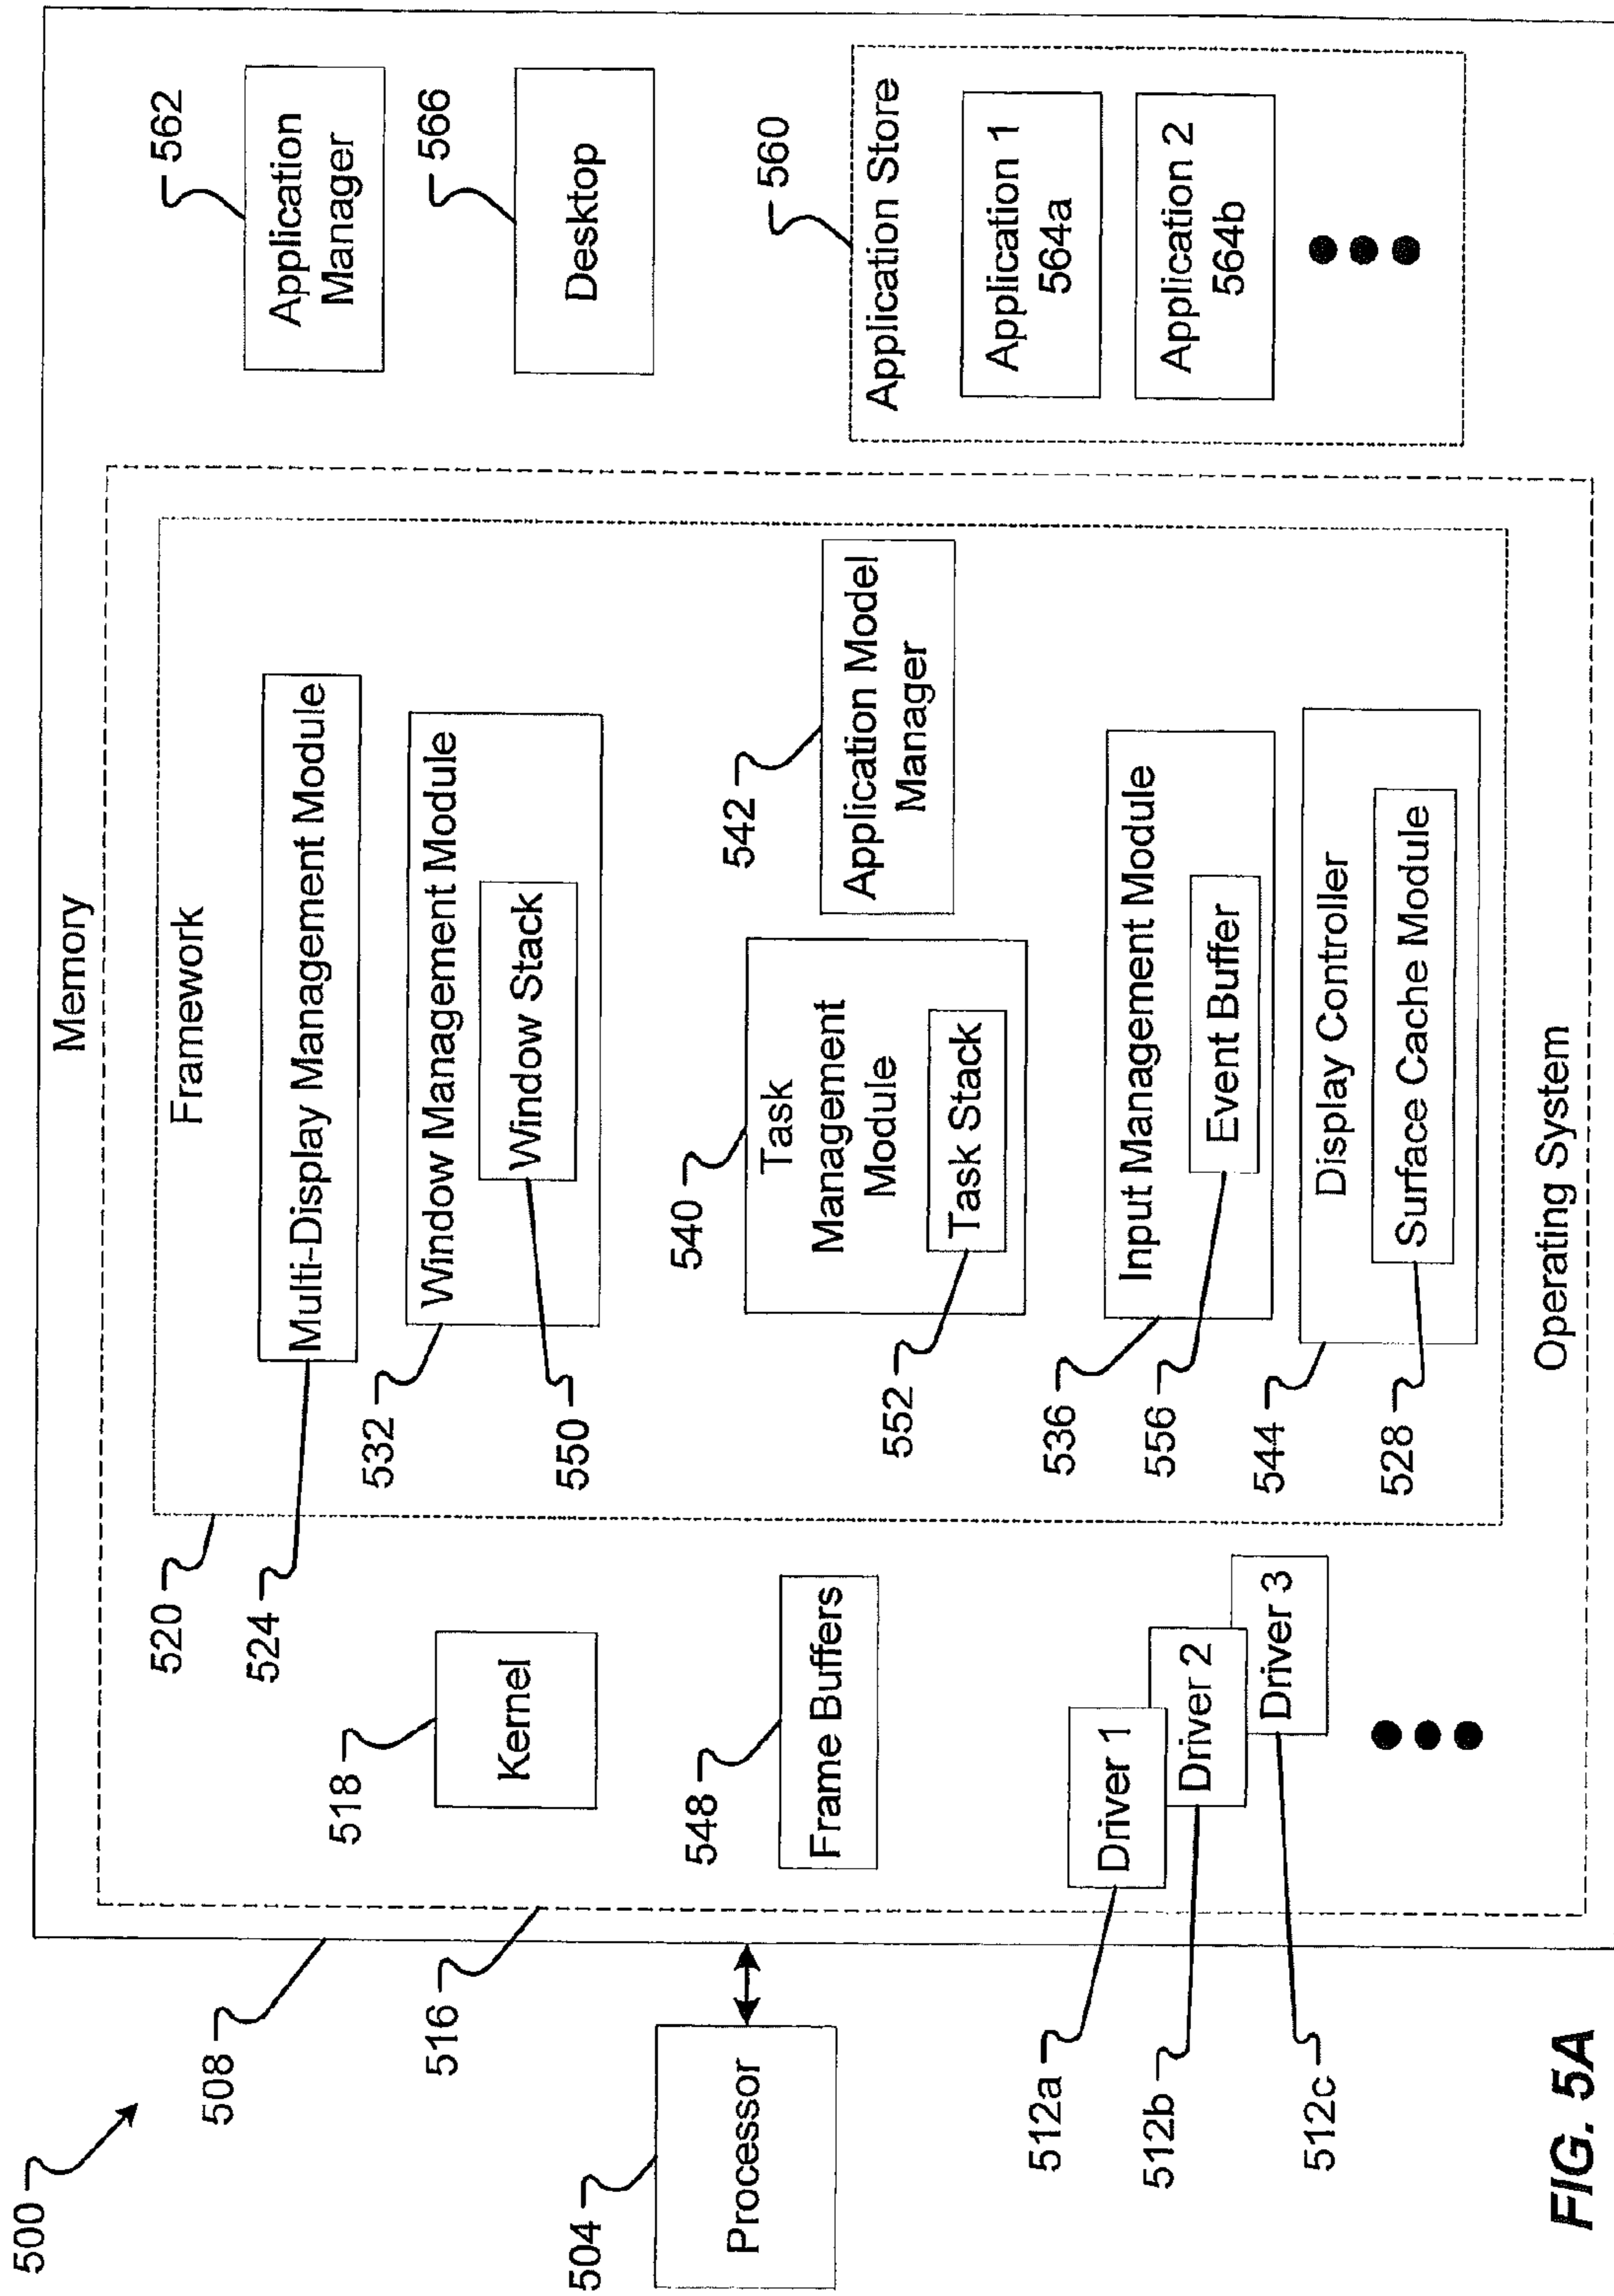 500
508
Memory
516
520
Framework
524
Multi-Display Management Module
532
Window Management Module
Window Stack
550
518
Kernel
540
Task
Management
Module
552
Task Stack
542
Application Model
Manager
548
Frame Buffers
536
Input Management Module
556
Event Buffer
544
Display Controller
528
Surface Cache Module
Driver 1
Driver 2
Driver 3
512a
512b
512c
Operating System
504
Processor
562
Application
Manager
566
Desktop
560
Application Store
Application 1
564a
Application 2
564b
FIG. 5A